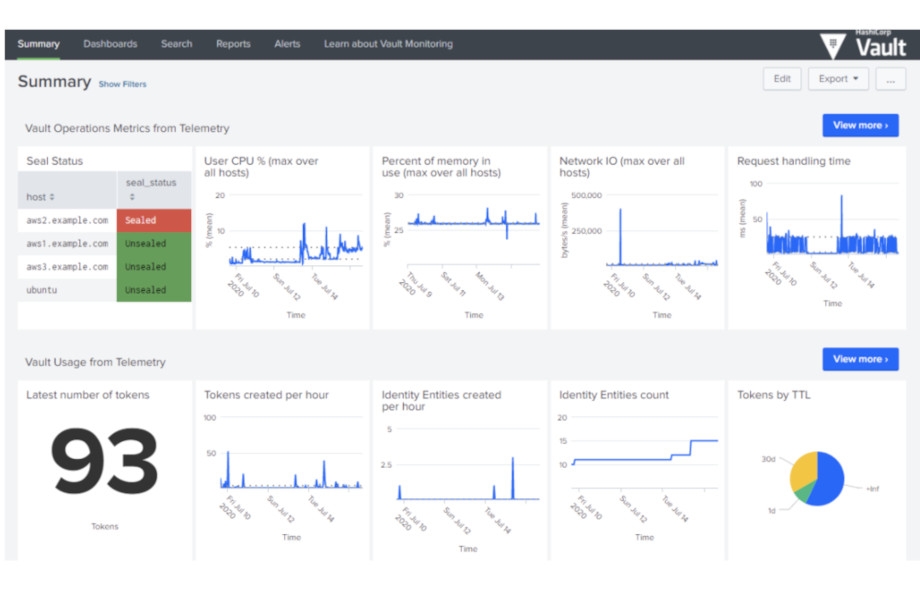 Summary Dashboards Search Reports Alerts Learn about Vault Monitoring
HashiCorp
Vault
Summary Show Filters
Edit Export ...
Vault Operations Metrics from Telemetry
View more ›
Seal Status
host seal_status
aws2.example.com Sealed
aws1.example.com Unsealed
aws3.example.com Unsealed
ubuntu Unsealed
User CPU % (max over
all hosts)
20
10
% (mean)
Fri Jul 10
2020
Sun Jul 12
Tue Jul 14
Time
Percent of memory in
use (max over all hosts)
30
25
% (mean)
Thu Jul 9
2020
Sat Jul 11
Mon Jul 13
Time
Network IO (max over all
hosts)
500,000
250,000
bytes/s (mean)
Fri Jul 10
2020
Sun Jul 12
Tue Jul 14
Time
Request handling time
100
50
ms (mean)
Fri Jul 10
2020
Sun Jul 12
Tue Jul 14
Time
Vault Usage from Telemetry
View more ›
Latest number of tokens
93
Tokens
Tokens created per hour
100
50
Fri Jul 10
2020
Sun Jul 12
Tue Jul 14
Time
Identity Entities created
per hour
5
2.5
Fri Jul 10
2020
Sun Jul 12
Tue Jul 14
Time
Identity Entities count
20
15
10
Fri Jul 10
2020
Sun Jul 12
Tue Jul 14
Time
Tokens by TTL
30d
1d
+Inf